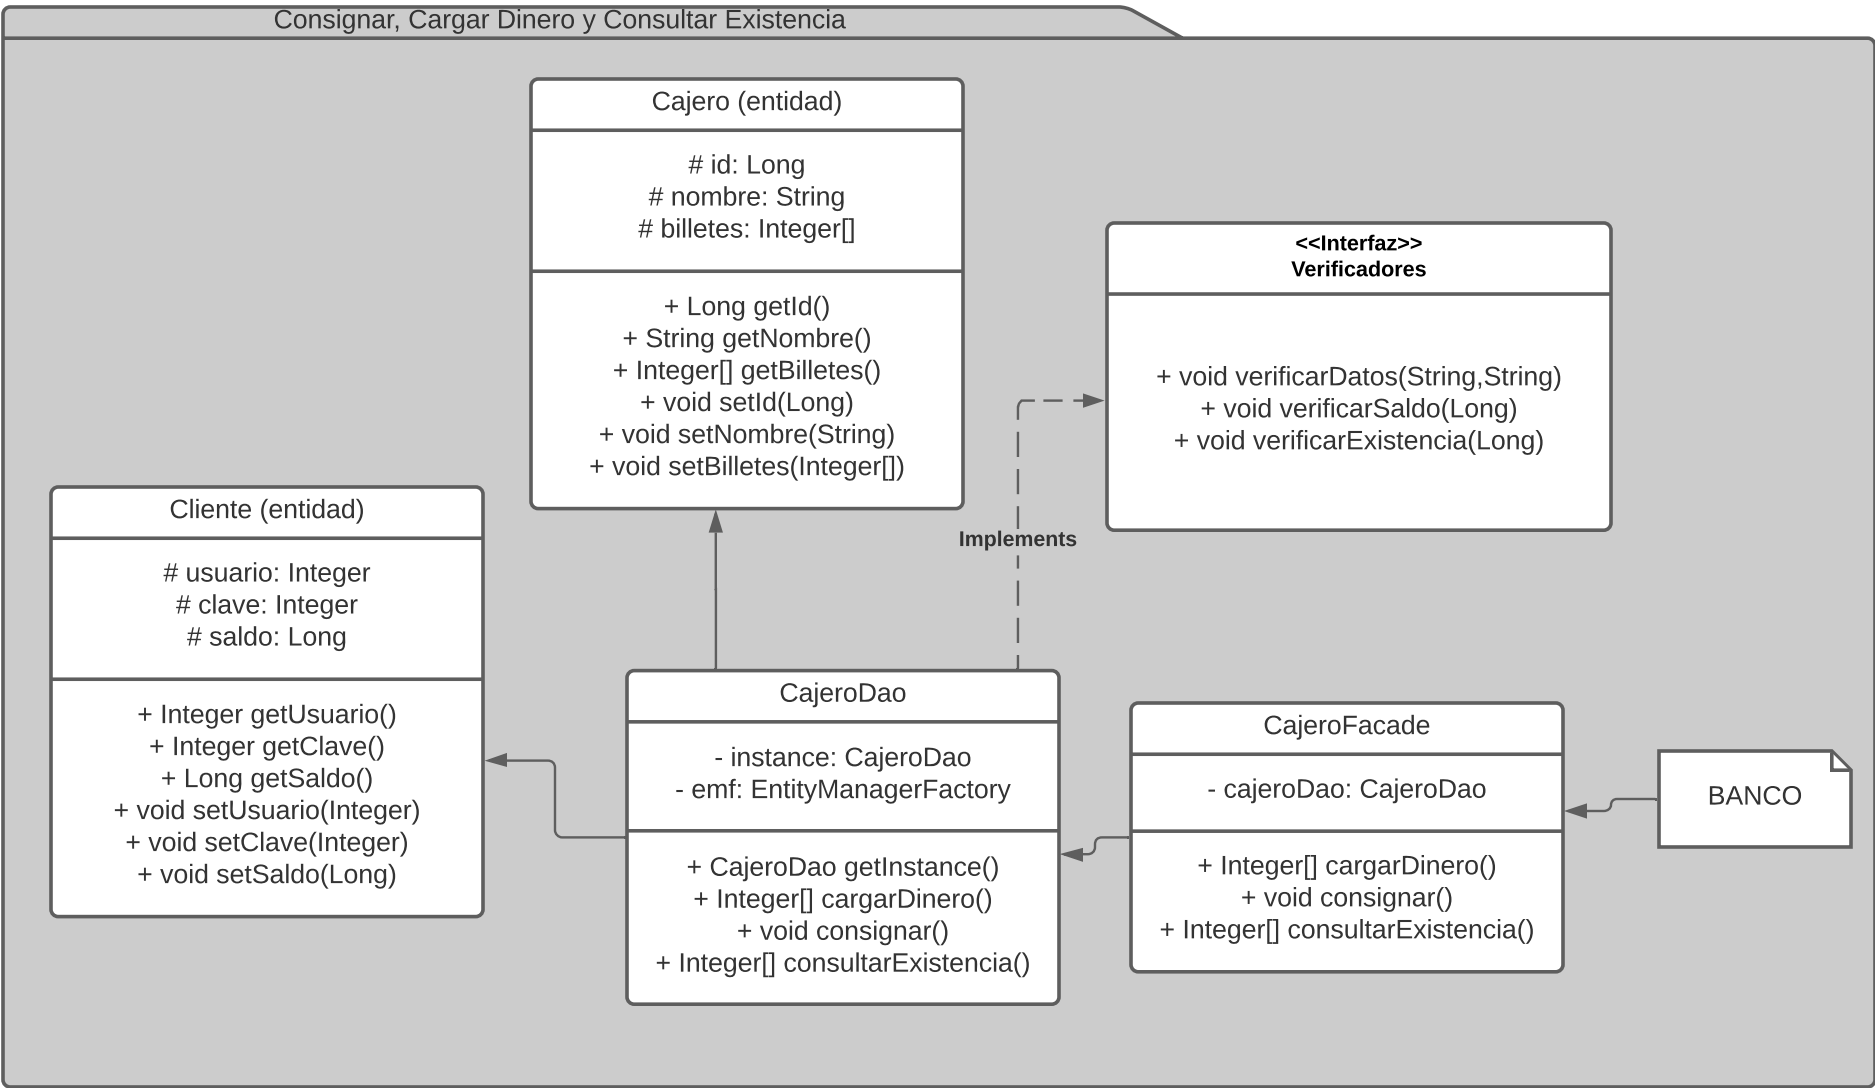 Consignar, Cargar Dinero y Consultar Existencia
Cajero (entidad)
# id: Long
# nombre: String
# billetes: Integer[]
+ Long getId()
+ String getNombre()
+ Integer[] getBilletes()
+ void setId(Long)
+ void setNombre(String)
+ void setBilletes(Integer[])
<<Interfaz>>
Verificadores
+ void verificarDatos(String,String)
+ void verificarSaldo(Long)
+ void verificarExistencia(Long)
Implements
Cliente (entidad)
# usuario: Integer
# clave: Integer
# saldo: Long
+ Integer getUsuario()
+ Integer getClave()
+ Long getSaldo()
+ void setUsuario(Integer)
+ void setClave(Integer)
+ void setSaldo(Long)
CajeroDao
- instance: CajeroDao
- emf: EntityManagerFactory
+ CajeroDao getInstance()
+ Integer[] cargarDinero()
+ void consignar()
+ Integer[] consultarExistencia()
CajeroFacade
- cajeroDao: CajeroDao
+ Integer[] cargarDinero()
+ void consignar()
+ Integer[] consultarExistencia()
BANCO